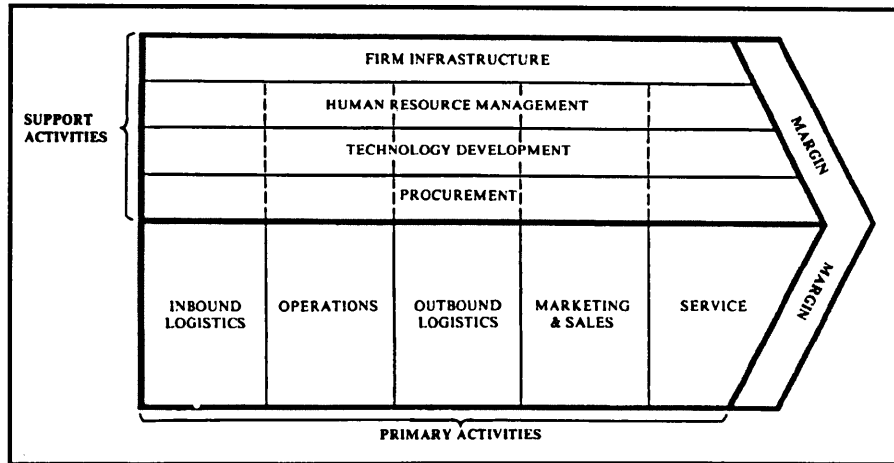 FIRM INFRASTRUCTURE
HUMAN RESOURCE MANAGEMENT
SUPPORT
ACTIVITIES
TECHNOLOGY DEVELOPMENT
PROCUREMENT
MARGIN
MARGIN
INBOUND
LOGISTICS
OPERATIONS
OUTBOUND
LOGISTICS
MARKETING
& SALES
SERVICE
PRIMARY ACTIVITIES